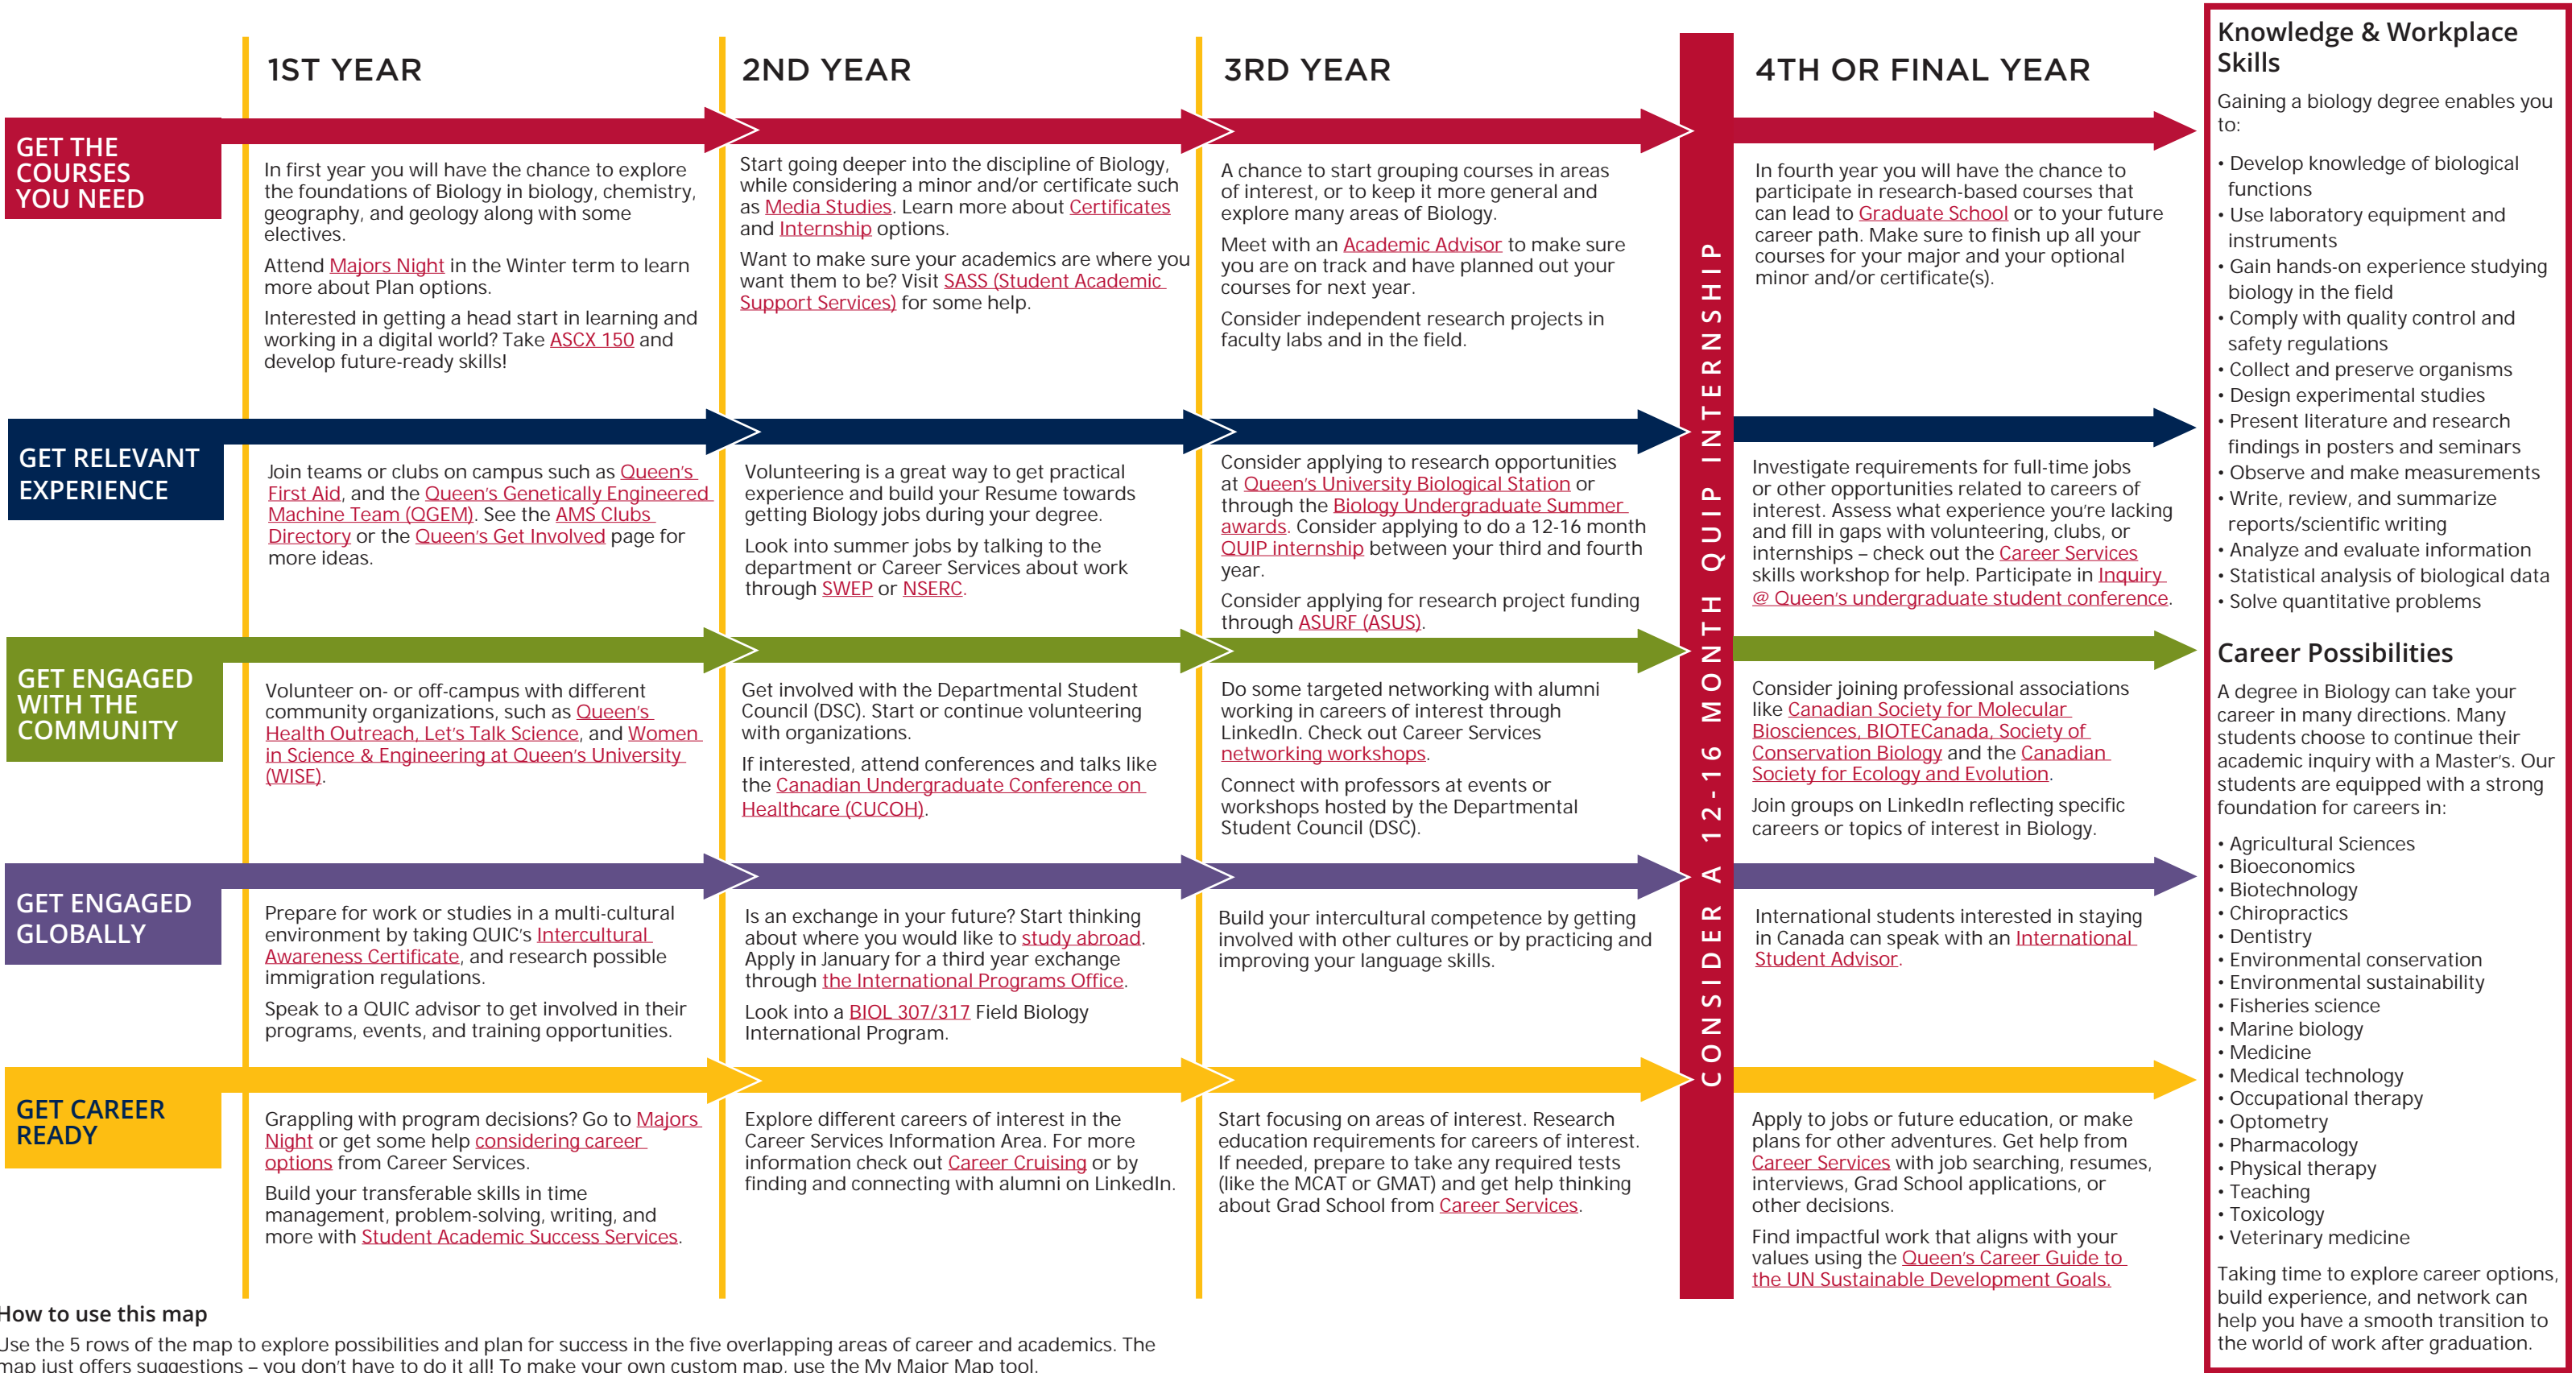 1ST YEAR
2ND YEAR
3RD YEAR
4TH OR FINAL YEAR
GET THE
COURSES
YOU NEED
In first year you will have the chance to explore
the foundations of Biology in biology, chemistry,
geography, and geology along with some
electives.
Attend Majors Night in the Winter term to learn
more about Plan options.
Interested in getting a head start in learning and
working in a digital world? Take ASCX 150 and
develop future-ready skills!
Start going deeper into the discipline of Biology,
while considering a minor and/or certificate such
as Media Studies. Learn more about Certificates
and Internship options.
Want to make sure your academics are where you
want them to be? Visit SASS (Student Academic
Support Services) for some help.
A chance to start grouping courses in areas
of interest, or to keep it more general and
explore many areas of Biology.
Meet with an Academic Advisor to make sure
you are on track and have planned out your
courses for next year.
Consider independent research projects in
faculty labs and in the field.
In fourth year you will have the chance to
participate in research-based courses that
can lead to Graduate School or to your future
career path. Make sure to finish up all your
courses for your major and your optional
minor and/or certificate(s).
GET RELEVANT
EXPERIENCE
Join teams or clubs on campus such as Queen's
First Aid, and the Queen's Genetically Engineered
Machine Team (QGEM). See the AMS Clubs
Directory or the Queen's Get Involved page for
more ideas.
Volunteering is a great way to get practical
experience and build your Resume towards
getting Biology jobs during your degree.
Look into summer jobs by talking to the
department or Career Services about work
through SWEP or NSERC.
Consider applying to research opportunities
at Queen's University Biological Station or
through the Biology Undergraduate Summer
awards. Consider applying to do a 12-16 month
QUIP internship between your third and fourth
year.
Consider applying for research project funding
through ASURF (ASUS).
Investigate requirements for full-time jobs
or other opportunities related to careers of
interest. Assess what experience you're lacking
and fill in gaps with volunteering, clubs, or
internships – check out the Career Services
skills workshop for help. Participate in Inquiry
@ Queen's undergraduate student conference.
GET ENGAGED
WITH THE
COMMUNITY
Volunteer on- or off-campus with different
community organizations, such as Queen's
Health Outreach, Let's Talk Science, and Women
in Science & Engineering at Queen's University
(WISE).
Get involved with the Departmental Student
Council (DSC). Start or continue volunteering
with organizations.
If interested, attend conferences and talks like
the Canadian Undergraduate Conference on
Healthcare (CUCOH).
Do some targeted networking with alumni
working in careers of interest through
LinkedIn. Check out Career Services
networking workshops.
Connect with professors at events or
workshops hosted by the Departmental
Student Council (DSC).
Consider joining professional associations
like Canadian Society for Molecular
Biosciences, BIOTECanada, Society of
Conservation Biology and the Canadian
Society for Ecology and Evolution.
Join groups on LinkedIn reflecting specific
careers or topics of interest in Biology.
GET ENGAGED
GLOBALLY
Prepare for work or studies in a multi-cultural
environment by taking QUIC's Intercultural
Awareness Certificate, and research possible
immigration regulations.
Speak to a QUIC advisor to get involved in their
programs, events, and training opportunities.
Is an exchange in your future? Start thinking
about where you would like to study abroad.
Apply in January for a third year exchange
through the International Programs Office.
Look into a BIOL 307/317 Field Biology
International Program.
Build your intercultural competence by getting
involved with other cultures or by practicing and
improving your language skills.
International students interested in staying
in Canada can speak with an International
Student Advisor.
GET CAREER
READY
Grappling with program decisions? Go to Majors
Night or get some help considering career
options from Career Services.
Build your transferable skills in time
management, problem-solving, writing, and
more with Student Academic Success Services.
Explore different careers of interest in the
Career Services Information Area. For more
information check out Career Cruising or by
finding and connecting with alumni on LinkedIn.
Start focusing on areas of interest. Research
education requirements for careers of interest.
If needed, prepare to take any required tests
(like the MCAT or GMAT) and get help thinking
about Grad School from Career Services.
Apply to jobs or future education, or make
plans for other adventures. Get help from
Career Services with job searching, resumes,
interviews, Grad School applications, or
other decisions.
Find impactful work that aligns with your
values using the Queen's Career Guide to
the UN Sustainable Development Goals.
CONSIDER A 12-16 MONTH QUIP INTERNSHIP
Knowledge & Workplace
Skills
Gaining a biology degree enables you
to:
• Develop knowledge of biological
functions
• Use laboratory equipment and
instruments
• Gain hands-on experience studying
biology in the field
• Comply with quality control and
safety regulations
• Collect and preserve organisms
• Design experimental studies
• Present literature and research
findings in posters and seminars
• Observe and make measurements
• Write, review, and summarize
reports/scientific writing
• Analyze and evaluate information
• Statistical analysis of biological data
• Solve quantitative problems
Career Possibilities
A degree in Biology can take your
career in many directions. Many
students choose to continue their
academic inquiry with a Master's. Our
students are equipped with a strong
foundation for careers in:
• Agricultural Sciences
• Bioeconomics
• Biotechnology
• Chiropractics
• Dentistry
• Environmental conservation
• Environmental sustainability
• Fisheries science
• Marine biology
• Medicine
• Medical technology
• Occupational therapy
• Optometry
• Pharmacology
• Physical therapy
• Teaching
• Toxicology
• Veterinary medicine
Taking time to explore career options,
build experience, and network can
help you have a smooth transition to
the world of work after graduation.
How to use this map
Use the 5 rows of the map to explore possibilities and plan for success in the five overlapping areas of career and academics. The
map just offers suggestions – you don't have to do it all! To make your own custom map, use the My Major Map tool.